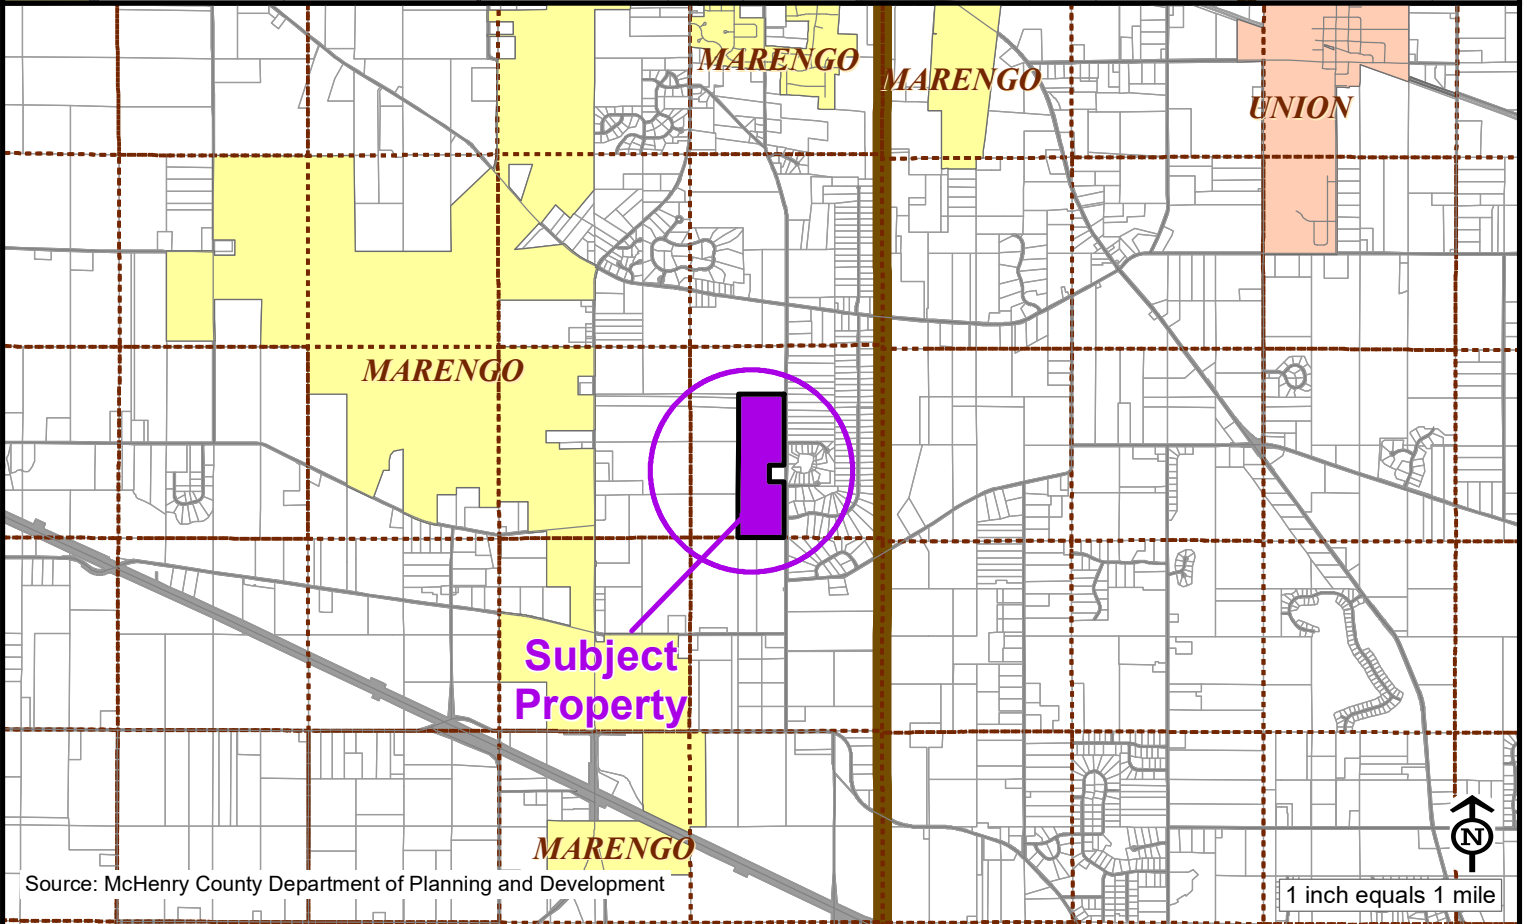 MARENGO
MARENGO
UNION
MARENGO
Subject
Property
MARENGO
Source: McHenry County Department of Planning and Development
N
1 inch equals 1 mile